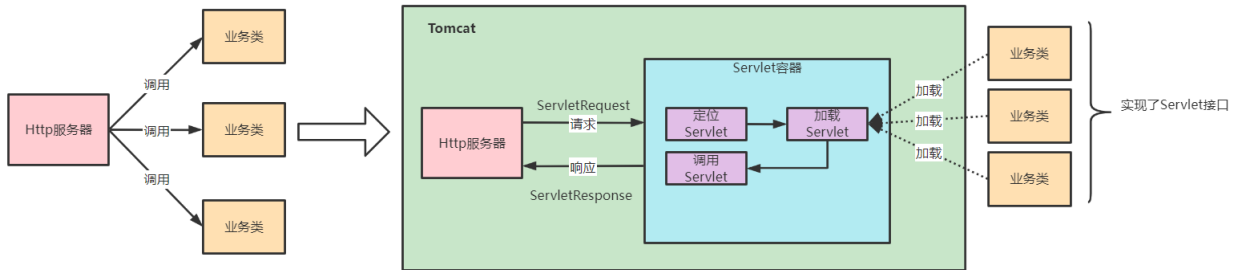 业务类
调用
Http服务器
调用
业务类
调用
业务类
Tomcat
Http服务器
ServletRequest
请求
响应
ServletResponse
Servlet容器
定位
Servlet
加载
Servlet
调用
Servlet
加载
加载
加载
业务类
业务类
业务类
实现了Servlet接口